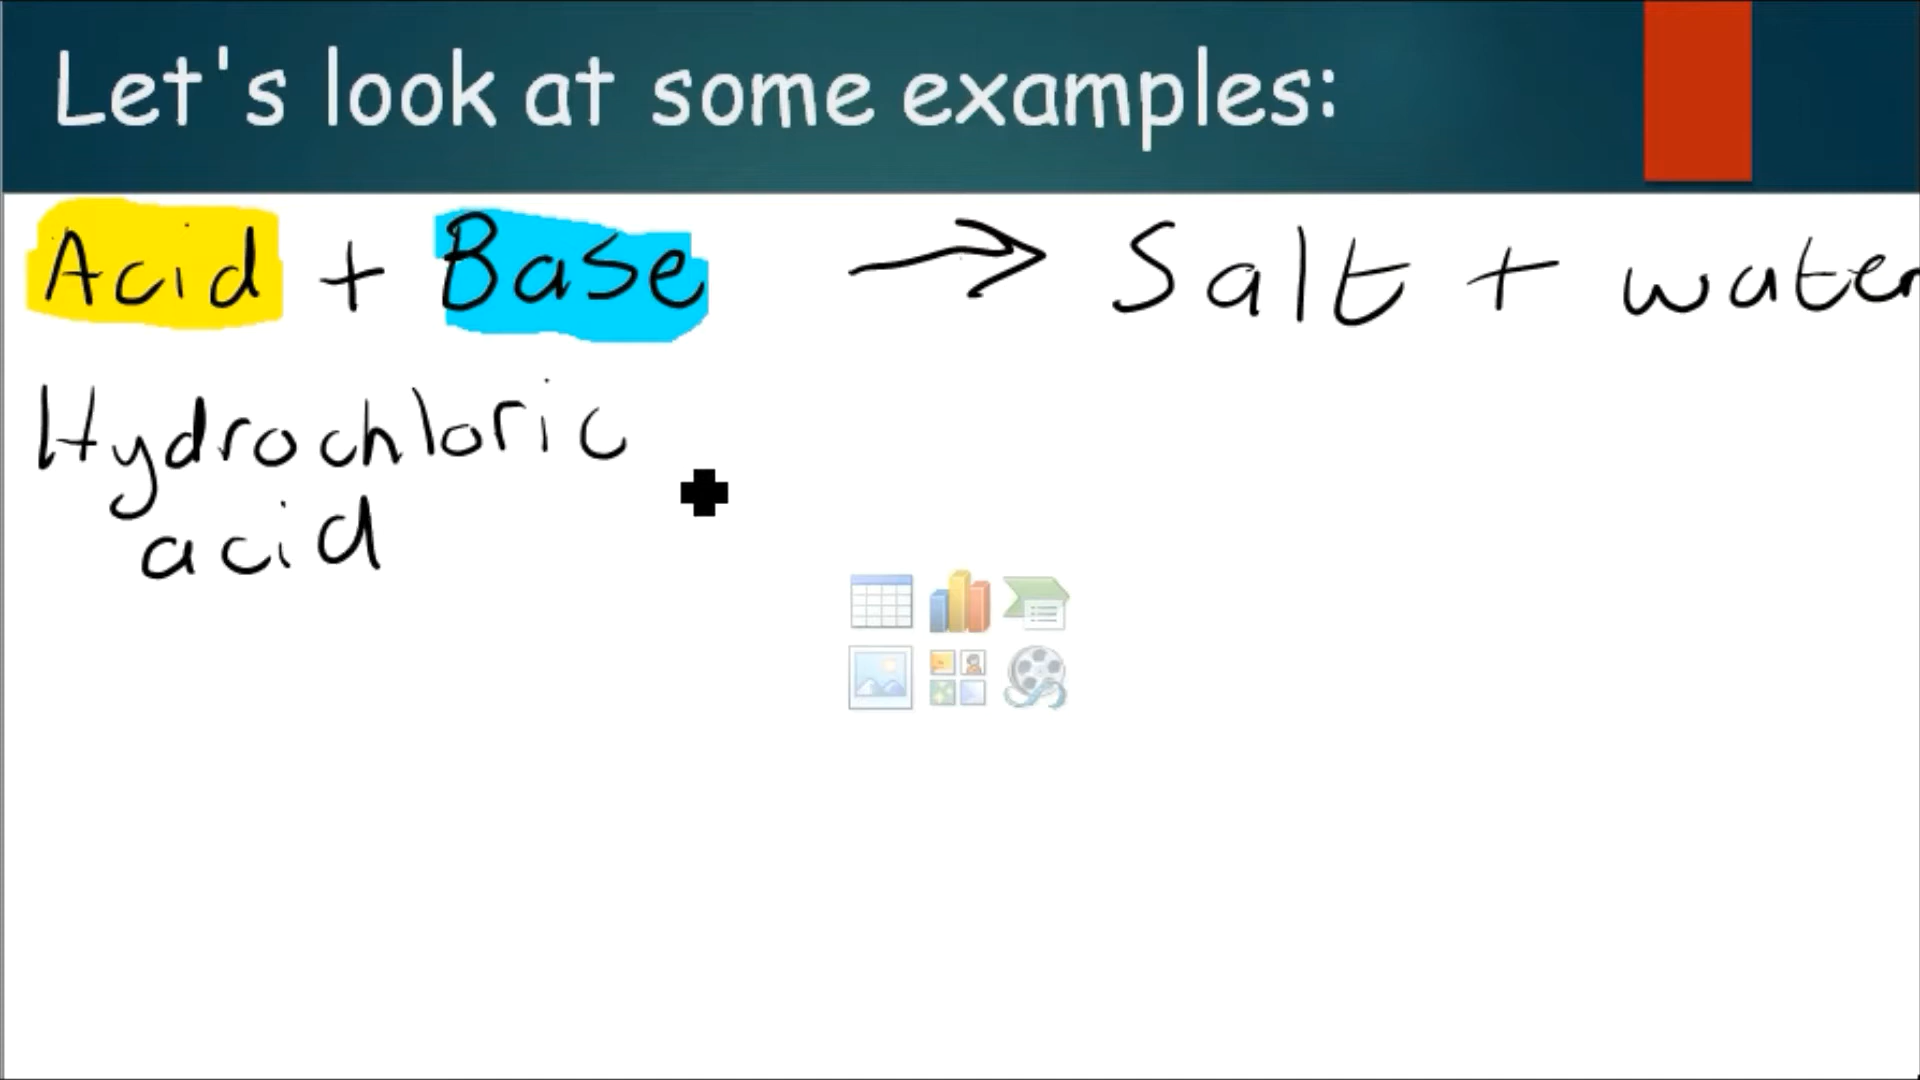 Let's look at some examples:
Acid + Base → Salt + water
Hydrochloric
acid